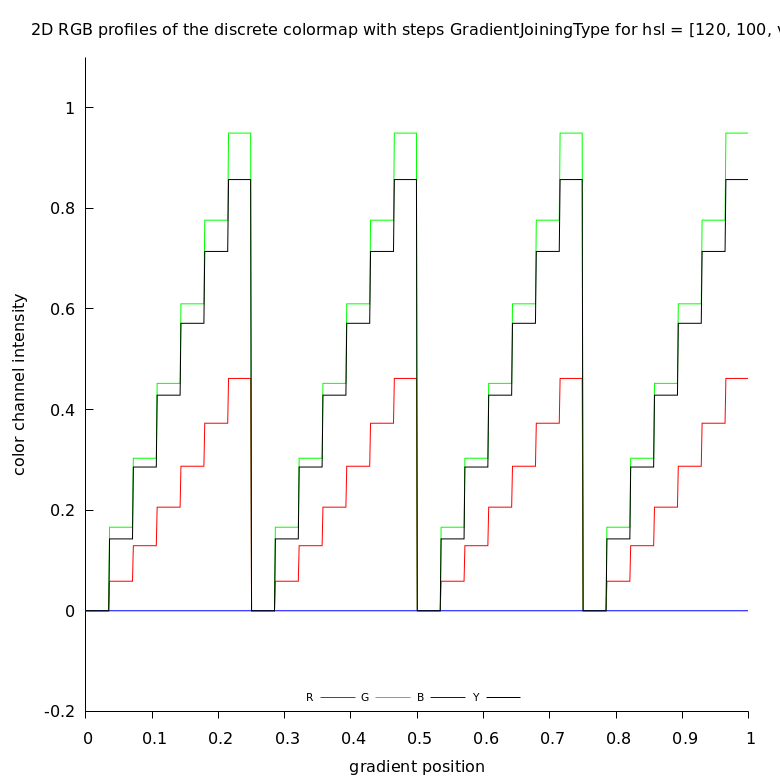 2D RGB profiles of the discrete colormap with steps GradientJoiningType for hsl = [120, 100,
color channel intensity
1
0.8
0.6
0.4
0.2
0
-0.2
R G B Y
0 0.1 0.2 0.3 0.4 0.5 0.6 0.7 0.8 0.9 1
gradient position